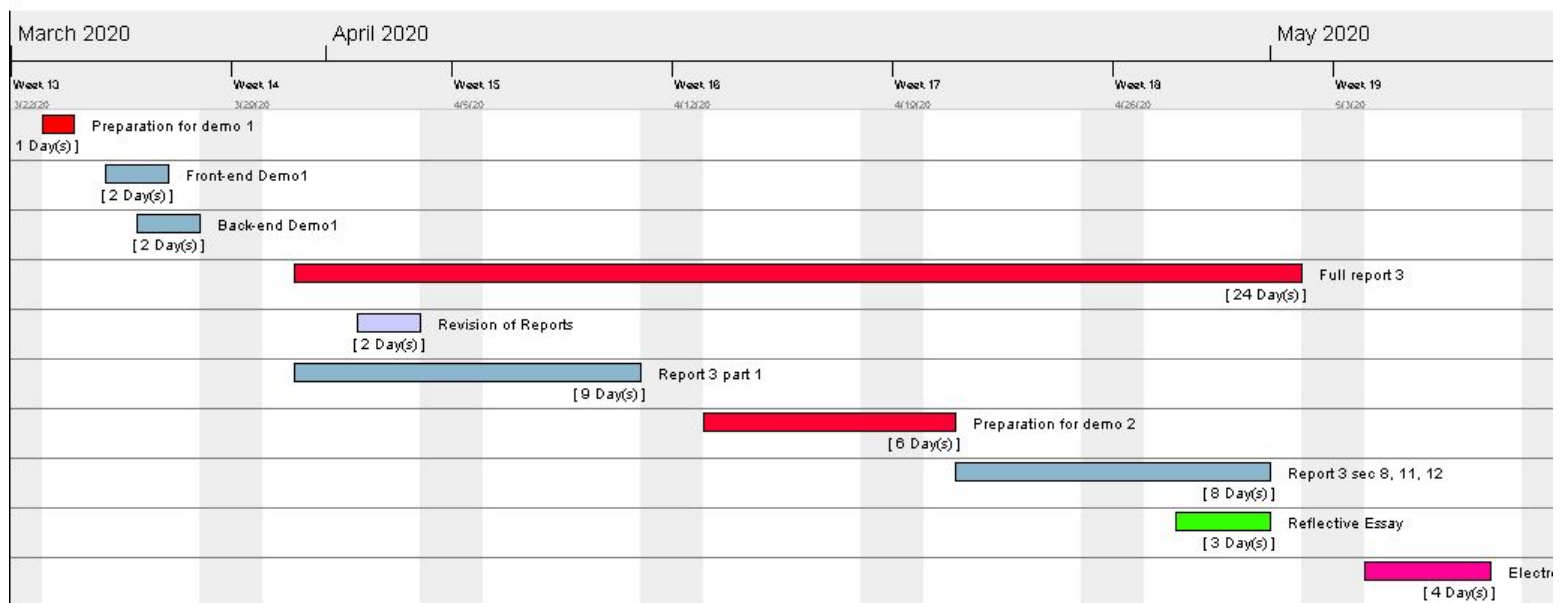 March 2020 April 2020 May 2020
Week 13 Week 14 Week 15 Week 16 Week 17 Week 18 Week 19
3/22/20 3/29/20 4/5/20 4/12/20 4/19/20 4/26/20 5/3/20
Preparation for demo 1
1 Day(s) ]
Front-end Demo1
[ 2 Day(s) ]
Back-end Demo1
[ 2 Day(s) ]
Full report 3
[ 24 Day(s) ]
Revision of Reports
[ 2 Day(s) ]
Report 3 part 1
[ 9 Day(s) ]
Preparation for demo 2
[ 6 Day(s) ]
Report 3 sec 8, 11, 12
[ 8 Day(s) ]
Reflective Essay
[ 3 Day(s) ]
Electr
[ 4 Day(s) ]